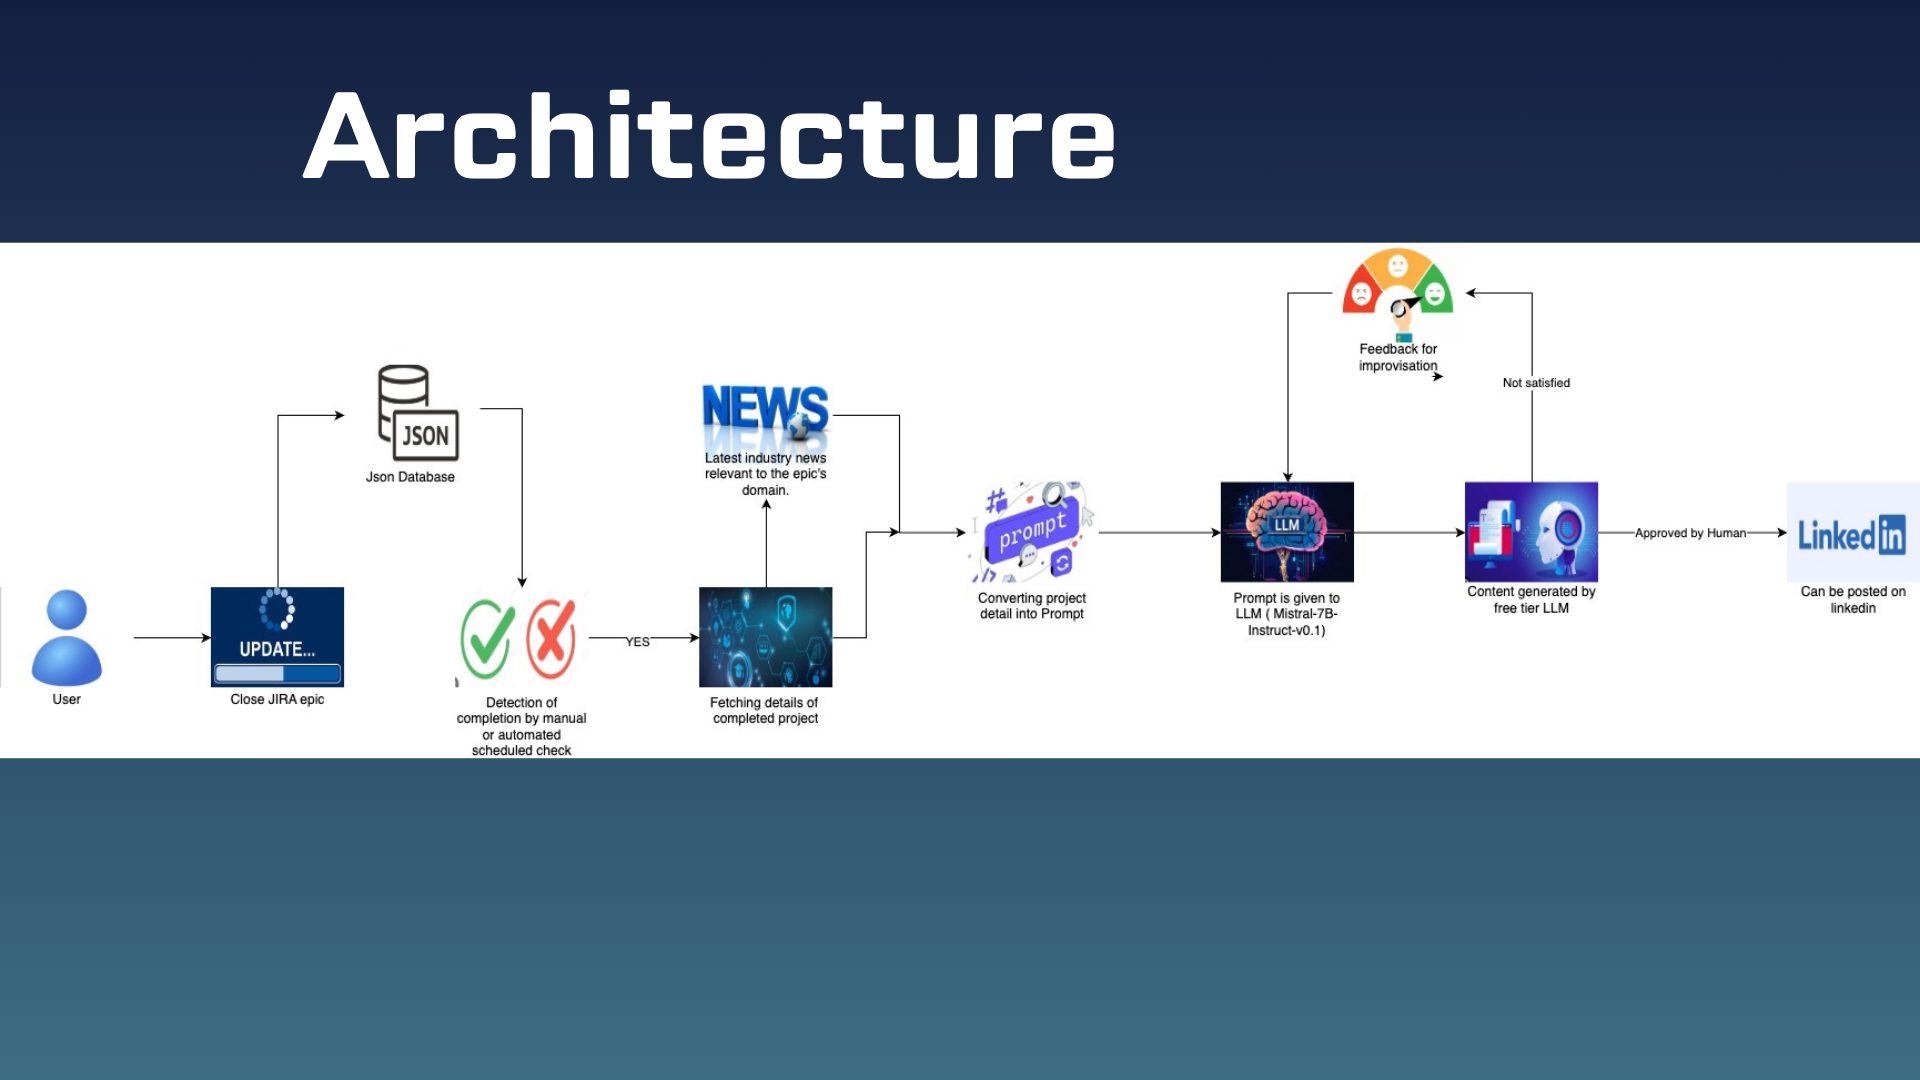 Architecture
User
UPDATE...
Close JIRA epic
JSON
Json Database
Detection of
completion by manual
or automated
scheduled check
YES
Fetching details of
completed project
NEWS
Latest industry news
relevant to the epic's
domain.
prompt
Converting project
detail into Prompt
LLM
Prompt is given to
LLM ( Mistral-7B-
Instruct-v0.1)
Feedback for
improvisation
Not satisfied
Content generated by
free tier LLM
Approved by Human
Linked in
Can be posted on
linkedin